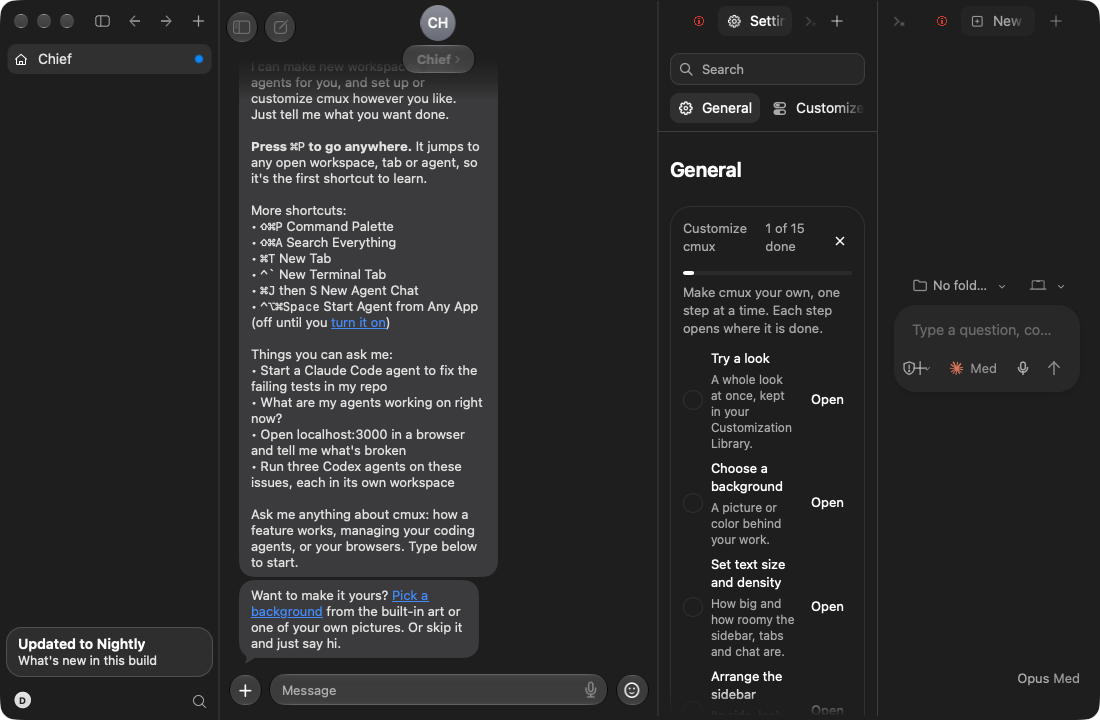 Chief
Updated to Nightly
What's new in this build
D
CH
Chief
I can make new workspac
agents for you, and set up or
customize cmux however you like.
Just tell me what you want done.
Press ⌘P to go anywhere. It jumps to
any open workspace, tab or agent, so
it's the first shortcut to learn.
More shortcuts:
• ⇧⌘P Command Palette
• ⇧⌘A Search Everything
• ⌘T New Tab
• ^` New Terminal Tab
• ⌘J then S New Agent Chat
• ^⌥⌘Space Start Agent from Any App
(off until you turn it on)
Things you can ask me:
• Start a Claude Code agent to fix the
failing tests in my repo
• What are my agents working on right
now?
• Open localhost:3000 in a browser
and tell me what's broken
• Run three Codex agents on these
issues, each in its own workspace
Ask me anything about cmux: how a
feature works, managing your coding
agents, or your browsers. Type below
to start.
Want to make it yours? Pick a
background from the built-in art or
one of your own pictures. Or skip it
and just say hi.
Message
Settin
Search
General
Customize
General
Customize
cmux
1 of 15
done
Make cmux your own, one
step at a time. Each step
opens where it is done.
Try a look
A whole look
at once, kept
in your
Customization
Library.
Open
Choose a
background
A picture or
color behind
your work.
Open
Set text size
and density
How big and
how roomy the
sidebar, tabs
and chat are.
Open
Arrange the
sidebar
Open
New
No fold...
Type a question, co...
Med
Opus Med